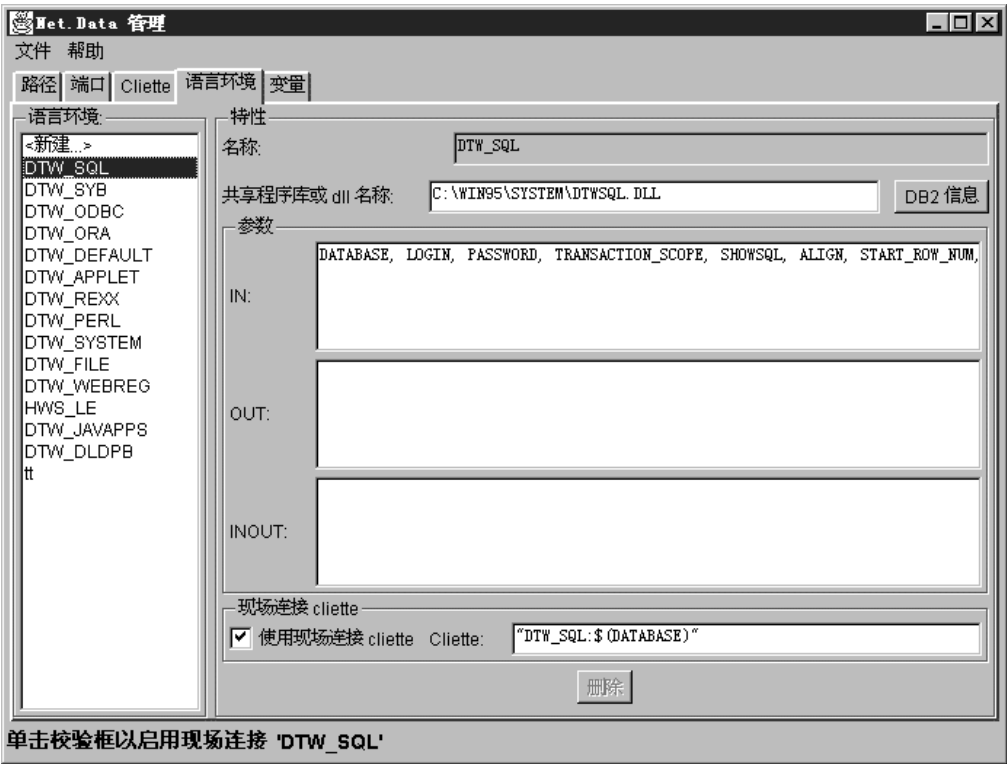 Net.Data 管理
文件 帮助
路径 端口 Cliette 语言环境 变量
语言环境:
<新建...>
DTW_SQL
DTW_SYB
DTW_ODBC
DTW_ORA
DTW_DEFAULT
DTW_APPLET
DTW_REXX
DTW_PERL
DTW_SYSTEM
DTW_FILE
DTW_WEBREG
HWS_LE
DTW_JAVAPPS
DTW_DLDPB
tt
特性
名称: DTW_SQL
共享程序库或 dll 名称: C:\WIN95\SYSTEM\DTWSQL.DLL DB2 信息
参数
IN: DATABASE, LOGIN, PASSWORD, TRANSACTION_SCOPE, SHOWSQL, ALIGN, START_ROW_NUM,
OUT:
INOUT:
现场连接 cliette
使用现场连接 cliette Cliette: "DTW_SQL:$(DATABASE)"
删除
单击校验框以启用现场连接 'DTW_SQL'